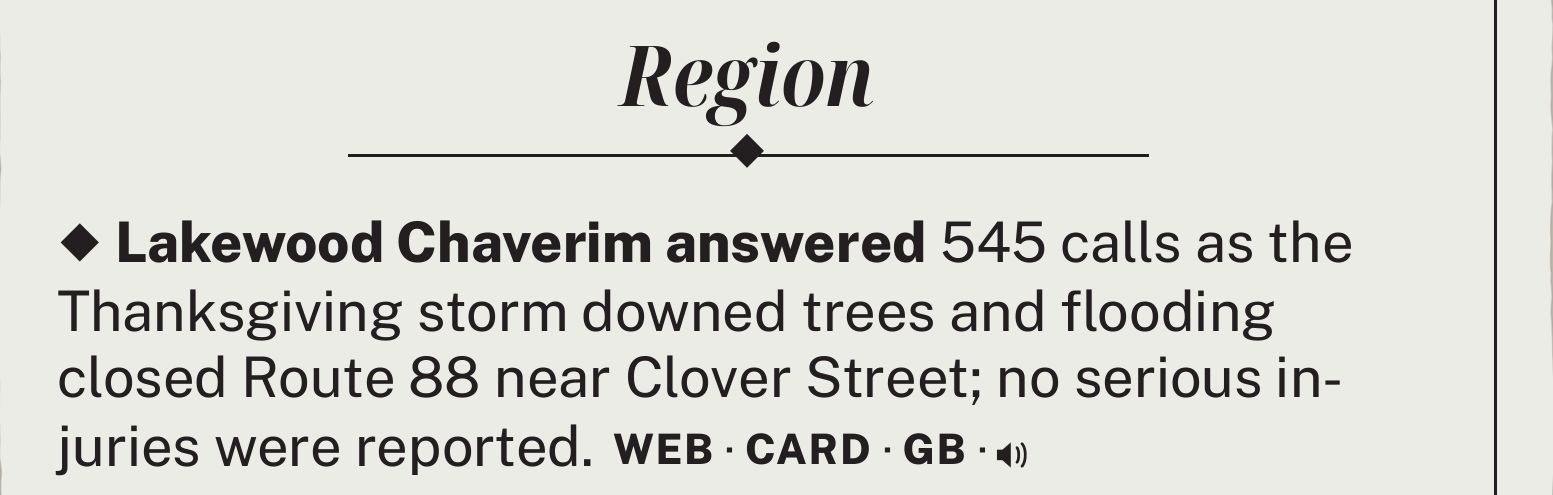 Region
◆ Lakewood Chaverim answered 545 calls as the
Thanksgiving storm downed trees and flooding
closed Route 88 near Clover Street; no serious in-
juries were reported. WEB · CARD · GB · 🔊